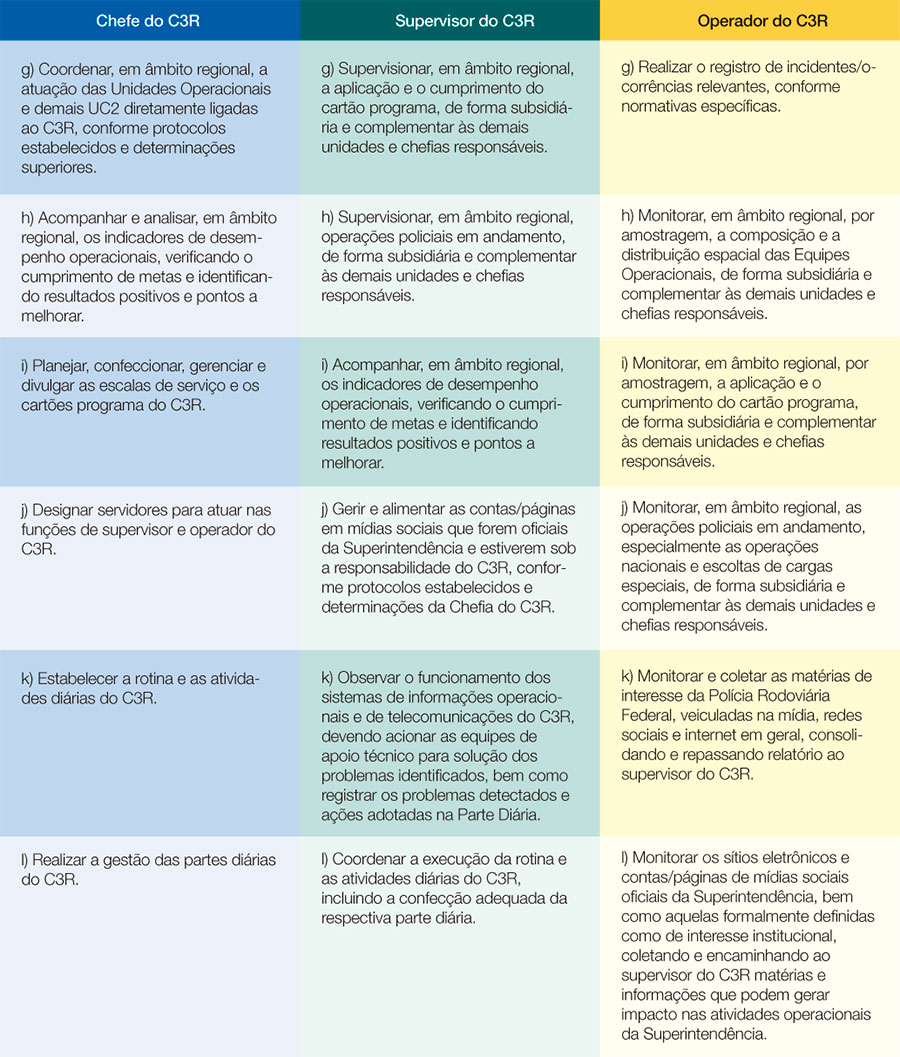 Chefe do C3R
Supervisor do C3R
Operador do C3R
g) Coordenar, em âmbito regional, a
atuação das Unidades Operacionais
e demais UC2 diretamente ligadas
ao C3R, conforme protocolos
estabelecidos e determinações
superiores.
g) Supervisionar, em âmbito regional,
a aplicação e o cumprimento do
cartão programa, de forma subsidiá-
ria e complementar às demais
unidades e chefias responsáveis.
g) Realizar o registro de incidentes/o-
corrências relevantes, conforme
normativas específicas.
h) Acompanhar e analisar, em âmbito
regional, os indicadores de desem-
penho operacionais, verificando o
cumprimento de metas e identifican-
do resultados positivos e pontos a
melhorar.
h) Supervisionar, em âmbito regional,
operações policiais em andamento,
de forma subsidiária e complementar
às demais unidades e chefias
responsáveis.
h) Monitorar, em âmbito regional, por
amostragem, a composição e a
distribuição espacial das Equipes
Operacionais, de forma subsidiária e
complementar às demais unidades e
chefias responsáveis.
i) Planejar, confeccionar, gerenciar e
divulgar as escalas de serviço e os
cartões programa do C3R.
i) Acompanhar, em âmbito regional,
os indicadores de desempenho
operacionais, verificando o cumpri-
mento de metas e identificando
resultados positivos e pontos a
melhorar.
i) Monitorar, em âmbito regional, por
amostragem, a aplicação e o
cumprimento do cartão programa,
de forma subsidiária e complementar
às demais unidades e chefias
responsáveis.
j) Designar servidores para atuar nas
funções de supervisor e operador do
C3R.
j) Gerir e alimentar as contas/páginas
em mídias sociais que forem oficiais
da Superintendência e estiverem sob
a responsabilidade do C3R, confor-
me protocolos estabelecidos e
determinações da Chefia do C3R.
j) Monitorar, em âmbito regional, as
operações policiais em andamento,
especialmente as operações
nacionais e escoltas de cargas
especiais, de forma subsidiária e
complementar às demais unidades e
chefias responsáveis.
k) Estabelecer a rotina e as ativida-
des diárias do C3R.
k) Observar o funcionamento dos
sistemas de informações operacio-
nais e de telecomunicações do C3R,
devendo acionar as equipes de
apoio técnico para solução dos
problemas identificados, bem como
registrar os problemas detectados e
ações adotadas na Parte Diária.
k) Monitorar e coletar as matérias de
interesse da Polícia Rodoviária
Federal, veiculadas na mídia, redes
sociais e internet em geral, consoli-
dando e repassando relatório ao
supervisor do C3R.
l) Realizar a gestão das partes diárias
do C3R.
l) Coordenar a execução da rotina e
as atividades diárias do C3R,
incluindo a confecção adequada da
respectiva parte diária.
l) Monitorar os sítios eletrônicos e
contas/páginas de mídias sociais
oficiais da Superintendência, bem
como aquelas formalmente definidas
como de interesse institucional,
coletando e encaminhando ao
supervisor do C3R matérias e
informações que podem gerar
impacto nas atividades operacionais
da Superintendência.